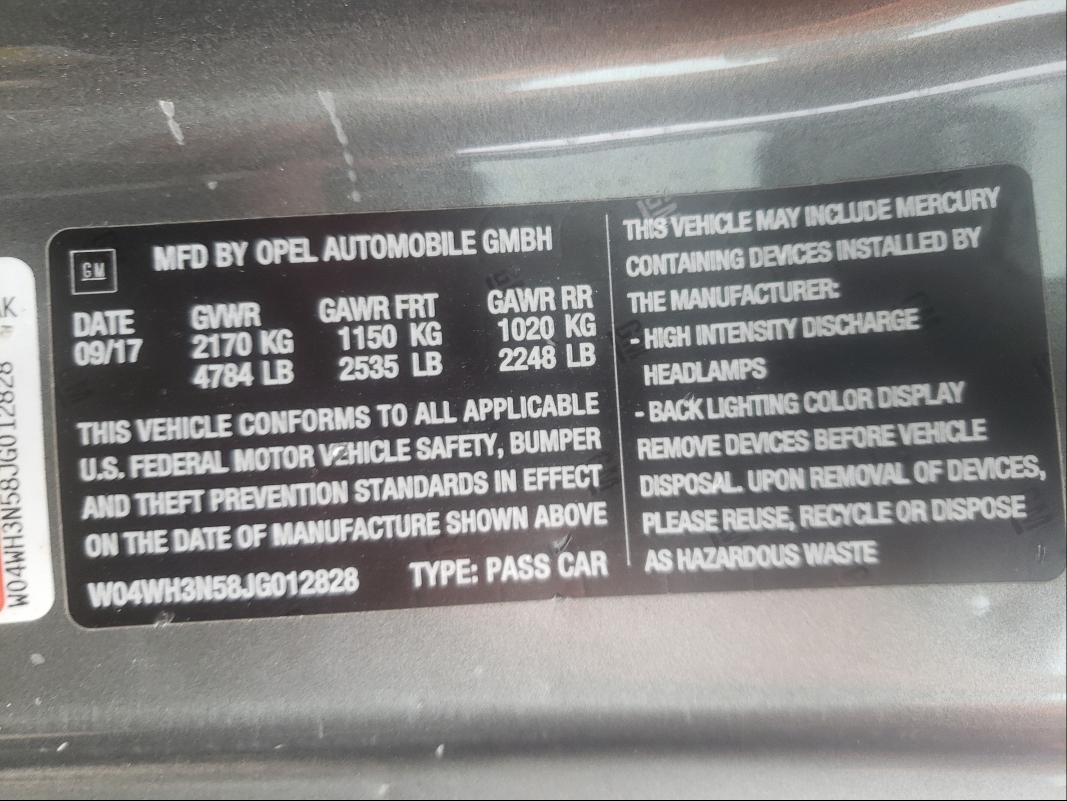 AK
W04WH3N58JG012828
GM
MFD BY OPEL AUTOMOBILE GMBH
DATE GVWR GAWR FRT GAWR RR
09/17 2170 KG 1150 KG 1020 KG
4784 LB 2535 LB 2248 LB
THIS VEHICLE CONFORMS TO ALL APPLICABLE
U.S. FEDERAL MOTOR VEHICLE SAFETY, BUMPER
AND THEFT PREVENTION STANDARDS IN EFFECT
ON THE DATE OF MANUFACTURE SHOWN ABOVE
W04WH3N58JG012828 TYPE: PASS CAR
THIS VEHICLE MAY INCLUDE MERCURY
CONTAINING DEVICES INSTALLED BY
THE MANUFACTURER:
- HIGH INTENSITY DISCHARGE
HEADLAMPS
- BACK LIGHTING COLOR DISPLAY
REMOVE DEVICES BEFORE VEHICLE
DISPOSAL. UPON REMOVAL OF DEVICES,
PLEASE REUSE, RECYCLE OR DISPOSE
AS HAZARDOUS WASTE